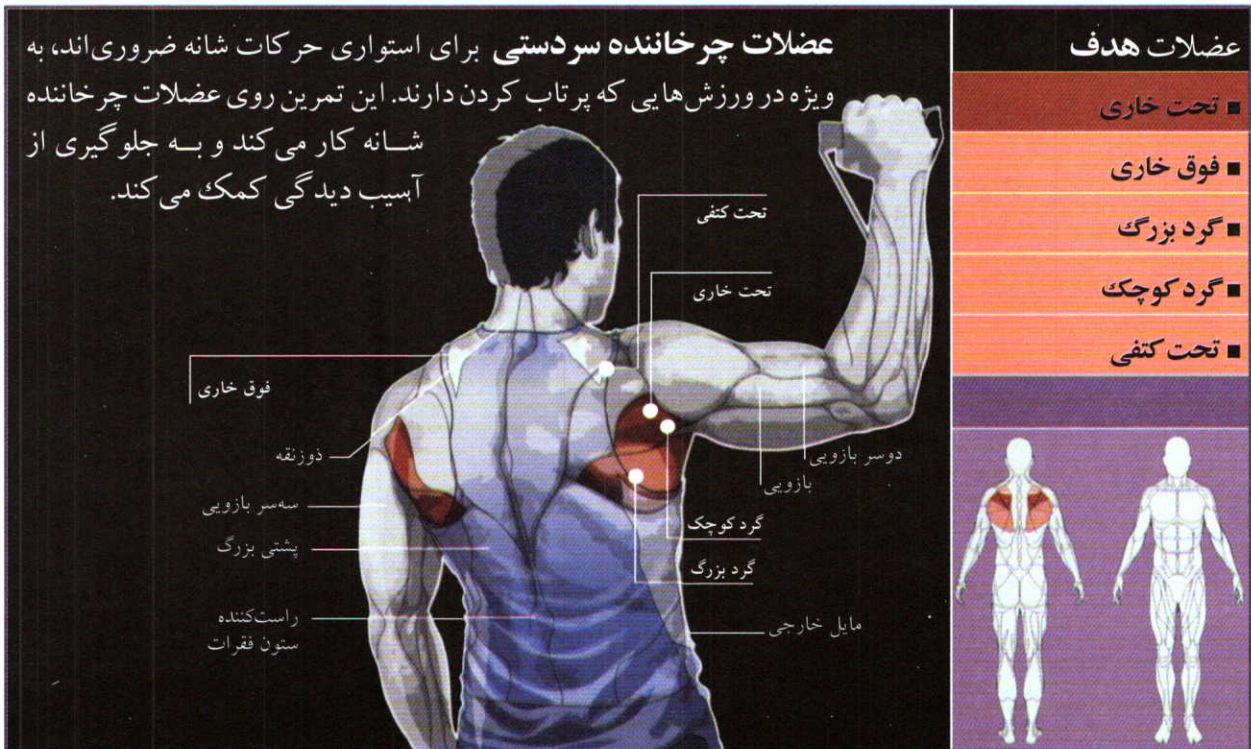 عضلات هدف
■ تحت خاری
■ فوق خاری
■ گرد بزرگ
■ گرد کوچک
■ تحت کتفی
عضلات چرخاننده سردستی برای استواری حرکات شانه ضروری‌اند، به
ویژه در ورزش‌هایی که پرتاب کردن دارند. این تمرین روی عضلات چرخاننده
شانه کار می‌کند و به جلوگیری از
آسیب دیدگی کمک می‌کند.
تحت کتفی
تحت خاری
فوق خاری
ذوزنقه
سه‌سر بازویی
پشتی بزرگ
راست‌کننده
ستون فقرات
دوسر بازویی
بازویی
گرد کوچک
گرد بزرگ
مایل خارجی